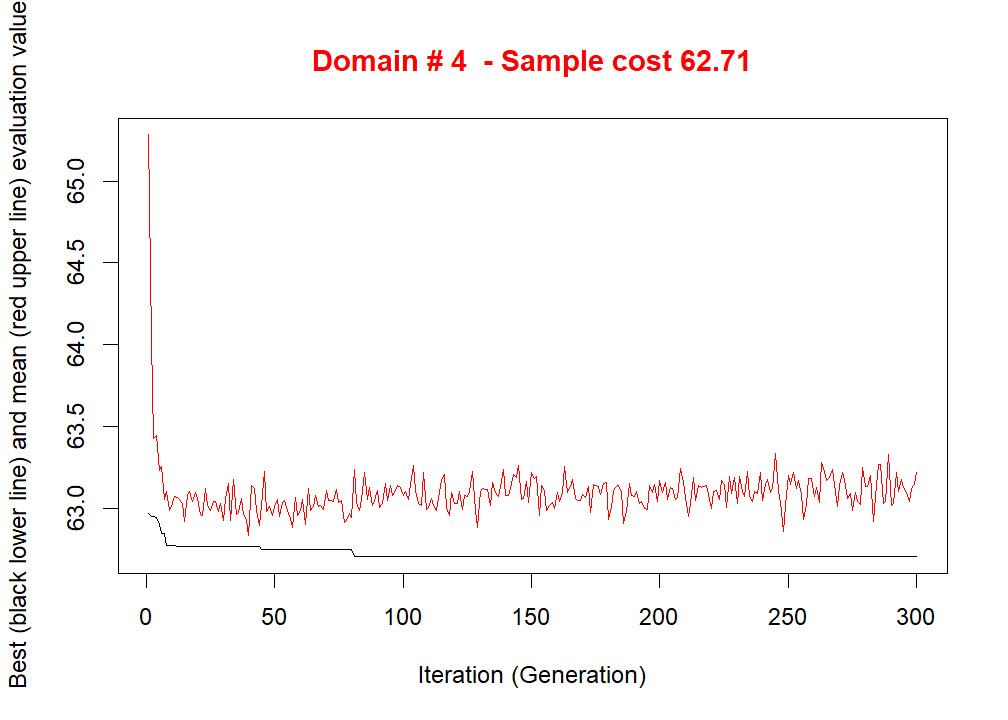 Domain # 4  - Sample cost 62.71
Best (black lower line) and mean (red upper line) evaluation value
65.0
64.5
64.0
63.5
63.0
0 50 100 150 200 250 300
Iteration (Generation)